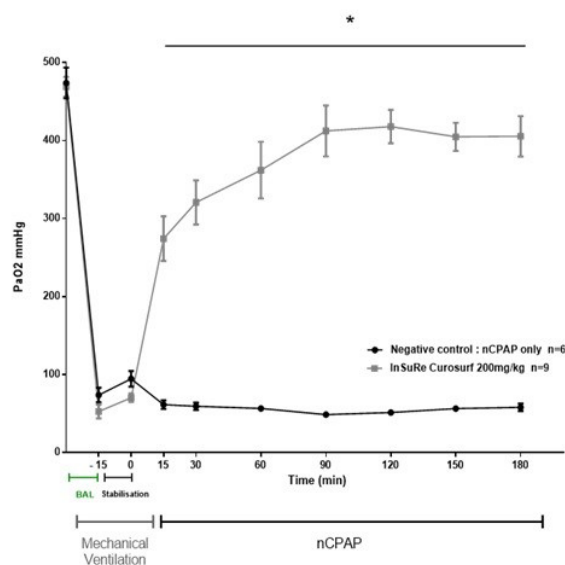 *
500
400
300
200
100
0
PaO2 mmHg
Negative control : nCPAP only n=6
InSuRe Curosurf 200mg/kg n=9
- 15 0 15 30 60 90 120 150 180
Time (min)
BAL Stabilisation
Mechanical
Ventilation
nCPAP